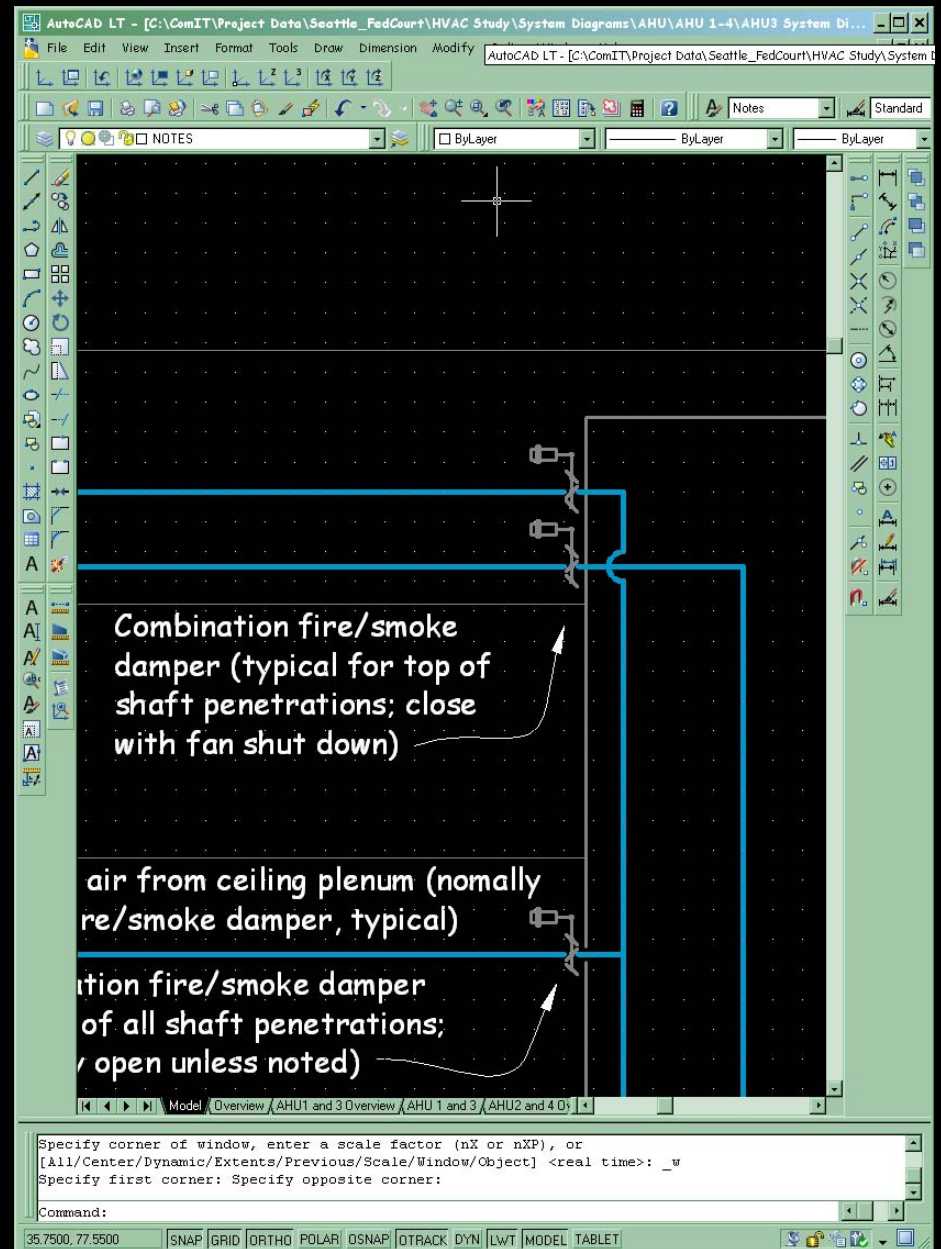 AutoCAD LT - [C:\ComIT\Project Data\Seattle_FedCourt\HVAC Study\System Diagrams\AHU\AHU 1-4\AHU3 System Di...
File Edit View Insert Format Tools Draw Dimension Modify
AutoCAD LT - [C:\ComIT\Project Data\Seattle_FedCourt\HVAC Study\System D
Notes
Standard
NOTES
ByLayer
ByLayer
ByLayer
Combination fire/smoke
damper (typical for top of
shaft penetrations; close
with fan shut down)
air from ceiling plenum (nomally
re/smoke damper, typical)
tion fire/smoke damper
of all shaft penetrations;
open unless noted)
Model Overview AHU1 and 3 Overview AHU 1 and 3 AHU2 and 4 O
Specify corner of window, enter a scale factor (nX or nXP), or
[All/Center/Dynamic/Extents/Previous/Scale/Window/Object] <real time>: _w
Specify first corner: Specify opposite corner:
Command:
35.7500, 77.5500 SNAP GRID ORTHO POLAR OSNAP OTRACK DYN LWT MODEL TABLET